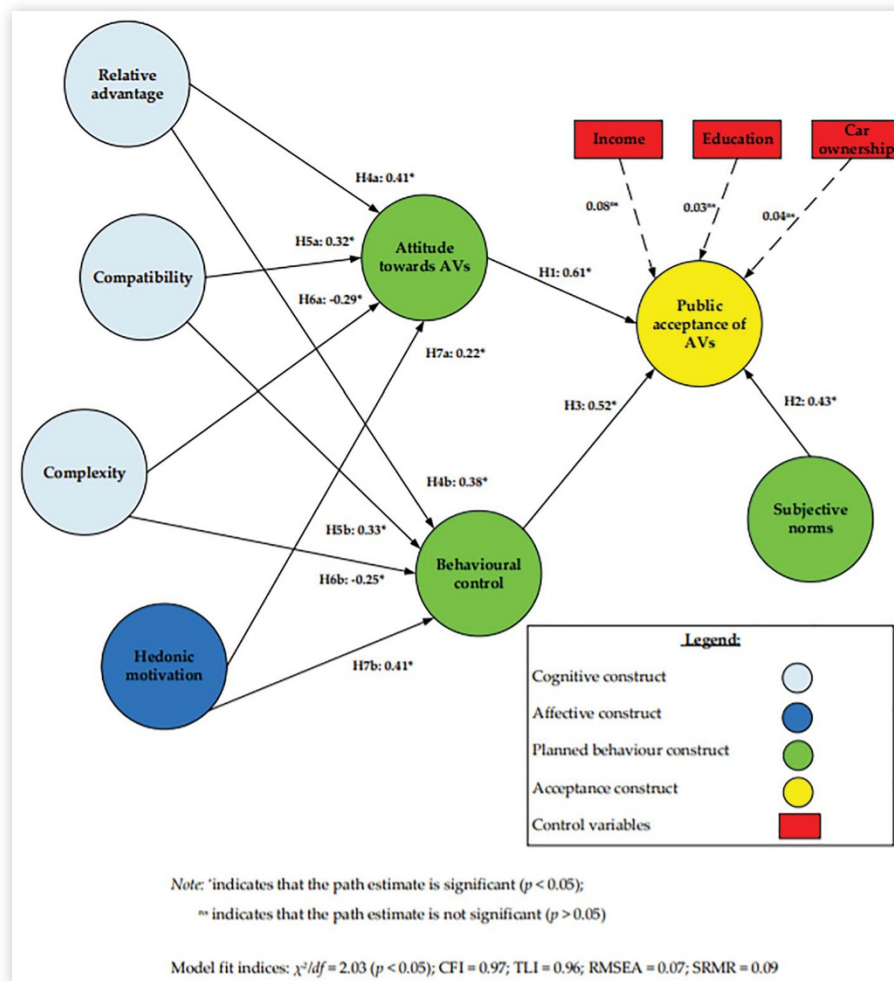 Relative
advantage
Income
Education
Car
ownership
H4a: 0.41*
0.08ⁿˢ
0.03ⁿˢ
0.04ⁿˢ
Compatibility
H5a: 0.32*
Attitude
towards AVs
H1: 0.61*
H6a: -0.29*
Public
acceptance of
AVs
H7a: 0.22*
H3: 0.52*
H2: 0.43*
Complexity
H4b: 0.38*
Subjective
norms
H5b: 0.33*
Behavioural
control
H6b: -0.25*
Hedonic
motivation
H7b: 0.41*
Legend:
Cognitive construct
Affective construct
Planned behaviour construct
Acceptance construct
Control variables
Note: *indicates that the path estimate is significant (p < 0.05);
ⁿˢ indicates that the path estimate is not significant (p > 0.05)
Model fit indices: χ²/df = 2.03 (p < 0.05); CFI = 0.97; TLI = 0.96; RMSEA = 0.07; SRMR = 0.09